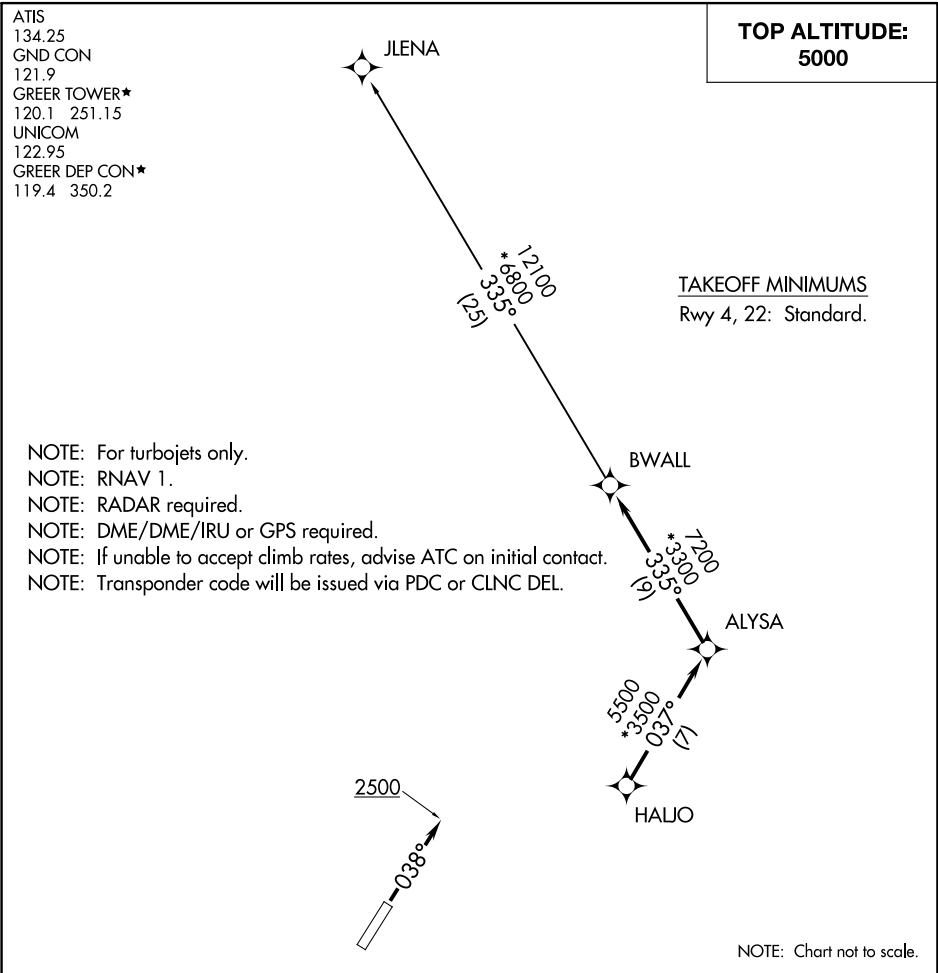 ATIS
134.25
GND CON
121.9
GREER TOWER★
120.1 251.15
UNICOM
122.95
GREER DEP CON★
119.4 350.2
TOP ALTITUDE:
5000
JLENA
12100
*6800
335°
(25)
TAKEOFF MINIMUMS
Rwy 4, 22: Standard.
NOTE: For turbojets only.
NOTE: RNAV 1.
NOTE: RADAR required.
NOTE: DME/DME/IRU or GPS required.
NOTE: If unable to accept climb rates, advise ATC on initial contact.
NOTE: Transponder code will be issued via PDC or CLNC DEL.
BWALL
7200
*3300
335°
(9)
ALYSA
5500
*3500
037°
(7)
HALJO
2500
038°
NOTE: Chart not to scale.